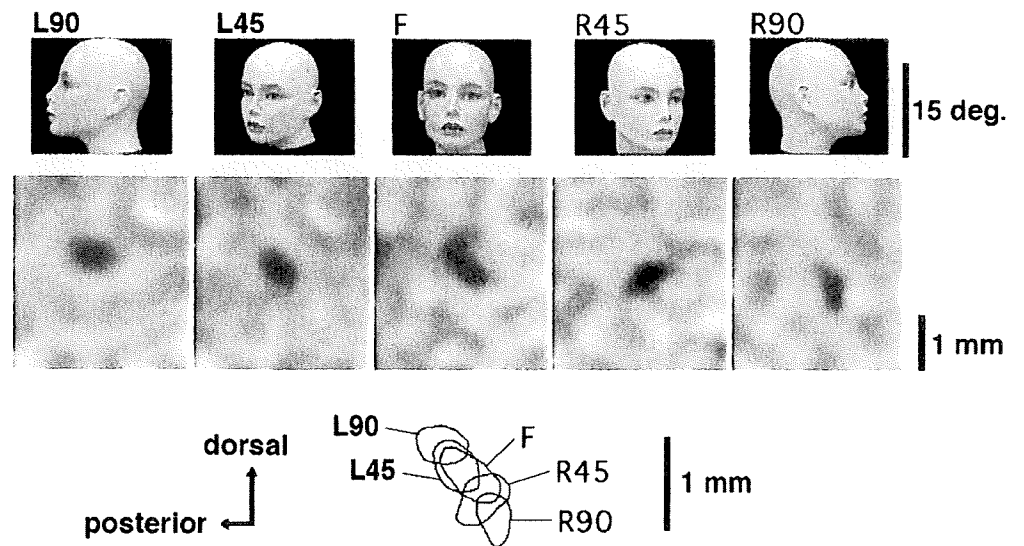 L90 L45 F R45 R90
15 deg.
1 mm
L90 F
dorsal
L45 R45
1 mm
posterior R90